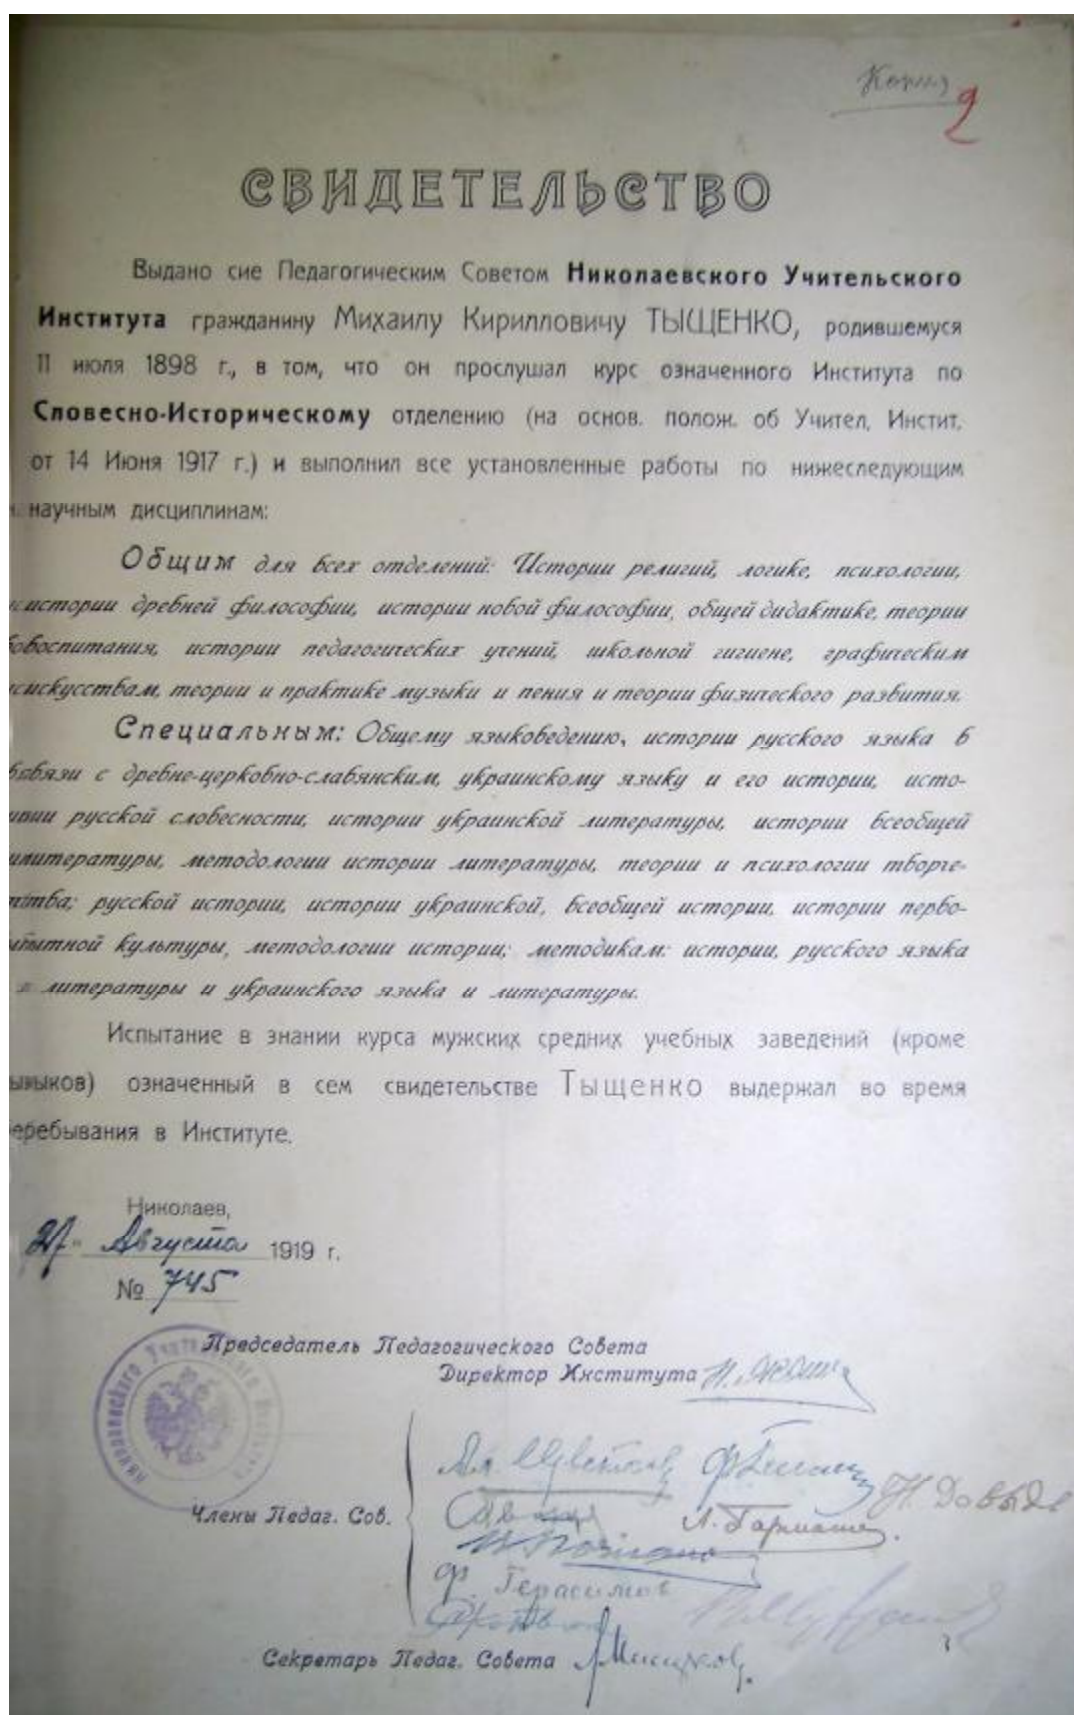 Копия
2
СВИДЕТЕЛЬСТВО
Выдано сие Педагогическим Советом Николаевского Учительского
Института гражданину Михаилу Кирилловичу ТЫЩЕНКО, родившемуся
11 июля 1898 г., в том, что он прослушал курс означенного Института по
Словесно-Историческому отделению (на основ. полож. об Учител. Инстит.
от 14 Июня 1917 г.) и выполнил все установленные работы по нижеследующим
научным дисциплинам:
Общим для всех отделений: Истории религий, логике, психологии,
истории древней философии, истории новой философии, общей дидактике, теории
воспитания, истории педагогических учений, школьной гигиене, графическим
искусствам, теории и практике музыки и пения и теории физического развития.
Специальным: Общему языковедению, истории русского языка в
связи с древне-церковно-славянским, украинскому языку и его истории, исто-
рии русской словесности, истории украинской литературы, истории всеобщей
литературы, методологии истории литературы, теории и психологии творче-
ства; русской истории, истории украинской, всеобщей истории, истории перво-
бытной культуры, методологии истории; методикам: истории, русского языка
литературы и украинского языка и литературы.
Испытание в знании курса мужских средних учебных заведений (кроме
языков) означенный в сем свидетельстве Тыщенко выдержал во время
перебывания в Институте.
Николаев,
27 Августа 1919 г.
№ 745
Председатель Педагогического Совета
Директор Института
Члены Педаг. Сов.
Ал. Цветков
Н. Довъдъ
Л. Гармаш
Ф. Герасимов
Секретарь Педаг. Совета